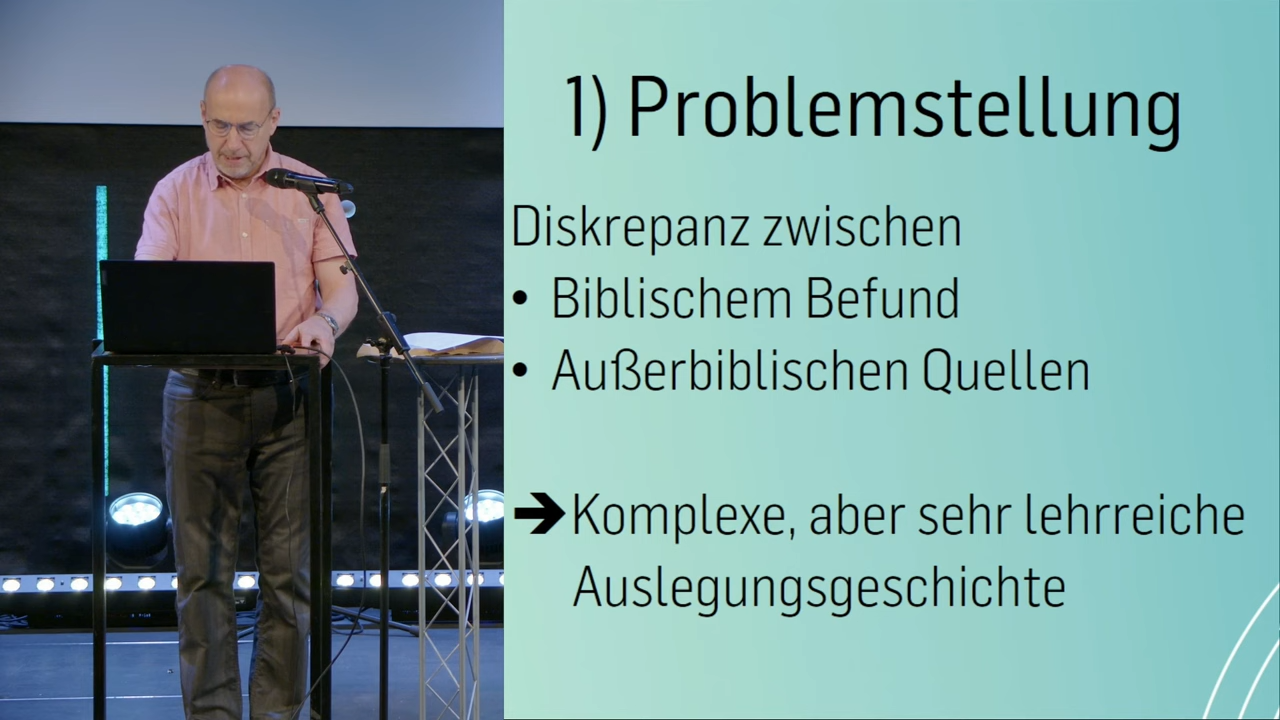 1) Problemstellung
Diskrepanz zwischen
• Biblischem Befund
• Außerbiblischen Quellen
➔Komplexe, aber sehr lehrreiche
Auslegungsgeschichte